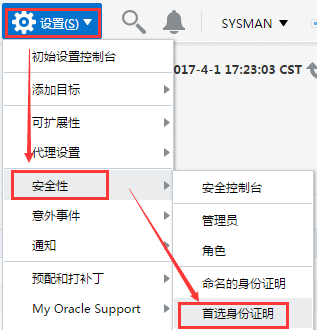 设置(S) SYSMAN
初始设置控制台
017-4-1 17:23:03 CST
添加目标
可扩展性
代理设置
安全性
安全控制台
意外事件
管理员
通知
角色
预配和打补丁
命名的身份证明
My Oracle Support
首选身份证明